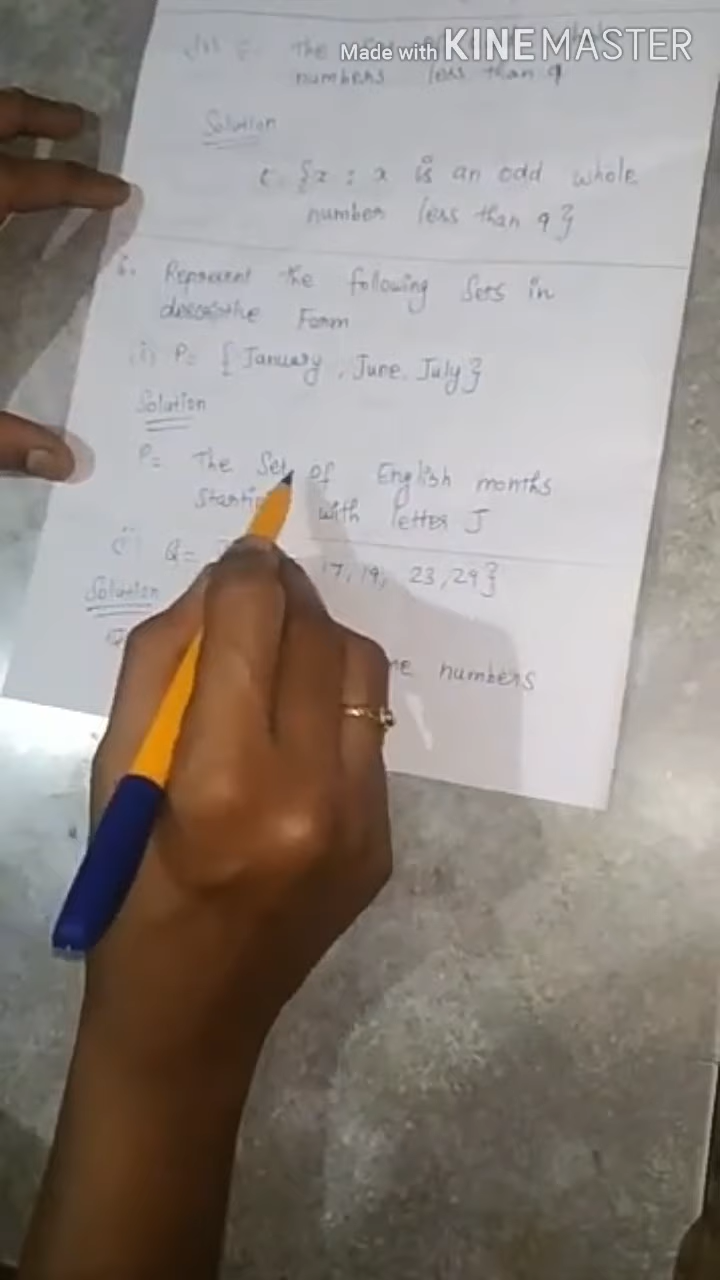 the
Made with KINEMASTER
numbers less than 9
Solution
{x : x is an odd whole
number less than 9}
Represent the following Sets in
descriptive Form
(i) P= { January, June, July}
Solution
P= The Set of English months
with letter J
Q= 17, 19, 23, 29}
Solution
numbers